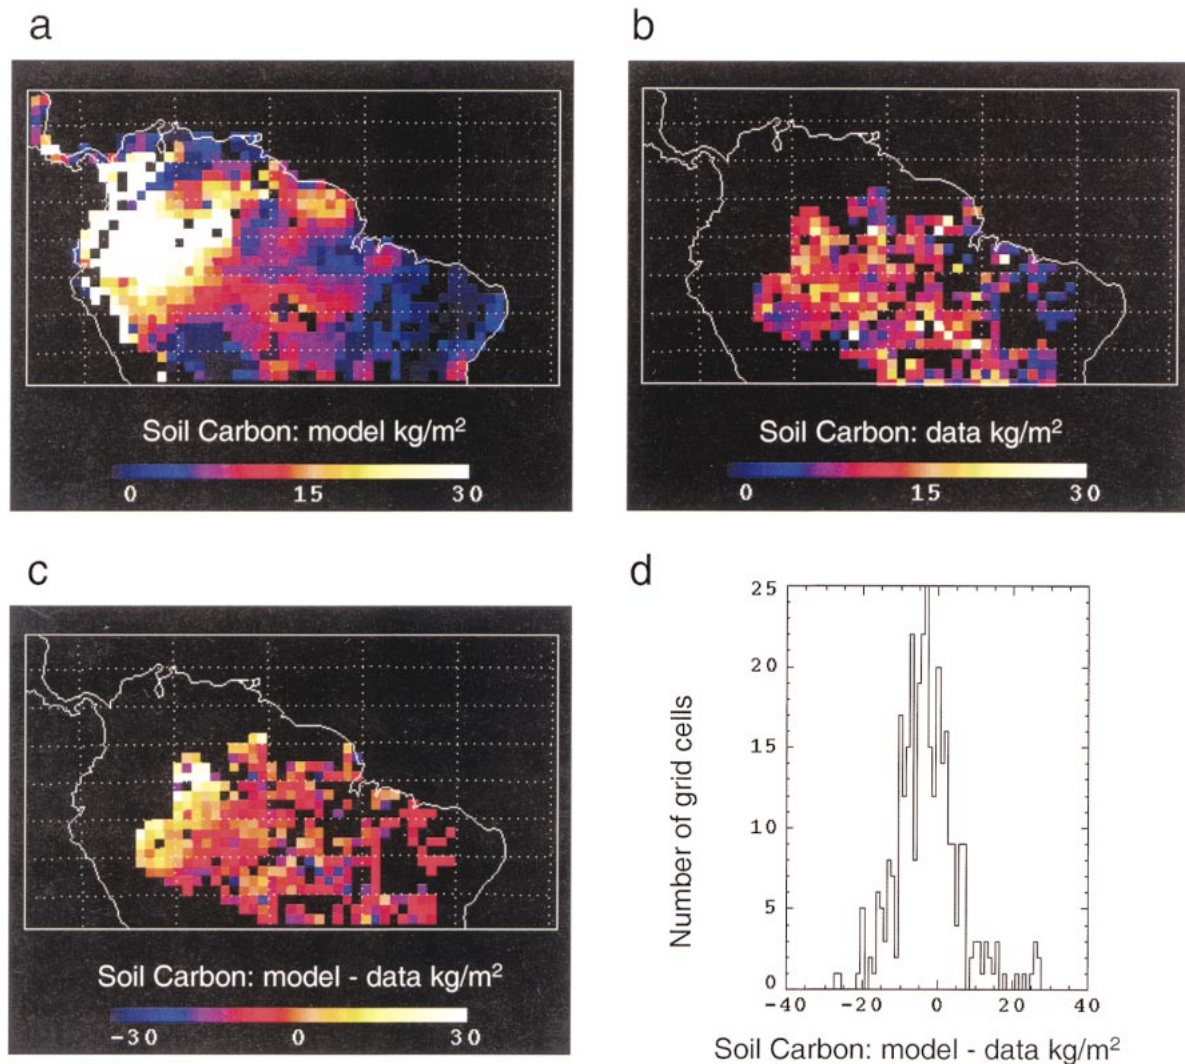 a
b
Soil Carbon: model kg/m²
0 15 30
Soil Carbon: data kg/m²
0 15 30
c
d
Soil Carbon: model - data kg/m²
-30 0 30
25
20
15
10
5
0
-40 -20 0 20 40
Number of grid cells
Soil Carbon: model - data kg/m²